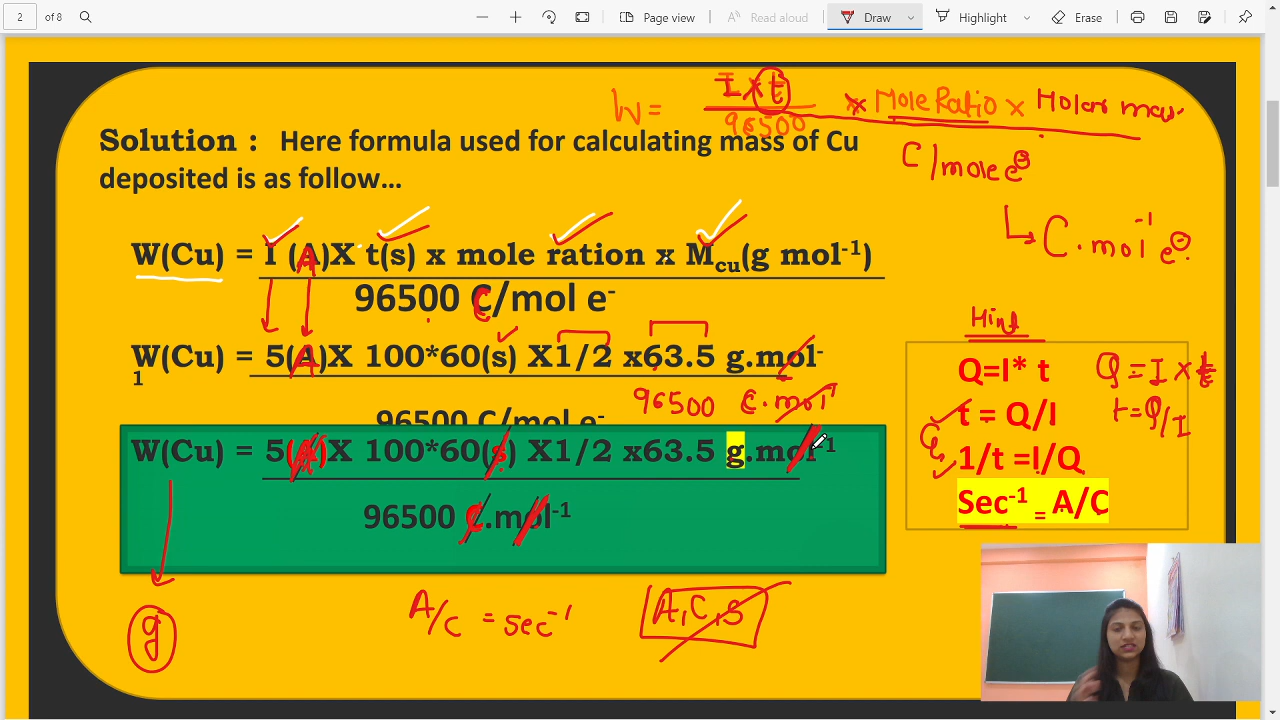 2 of 8 Page view Read aloud Draw Highlight Erase
W = I x t / 96500 x Mole Ratio x Molar mass
Solution : Here formula used for calculating mass of Cu
deposited is as follow...
C/mole e⊖
↳ C.mol⁻¹ e⊖
W(Cu) = I (A)X t(s) x mole ration x Mcu(g mol⁻¹)
96500 C/mol e⁻
W(Cu) = 5(A)X 100*60(s) X1/2 x63.5 g.mol⁻
1
96500 C.mol⁻¹
96500 C/mol e⁻
W(Cu) = 5(A)X 100*60(s) X1/2 x63.5 g.mol⁻¹
96500 C.mol⁻¹
Hint
Q=I* t Q = I x t
t = Q/I t = Q/I
1/t =I/Q
Sec⁻¹ = A/C
g
A/C = sec⁻¹
A,C,S